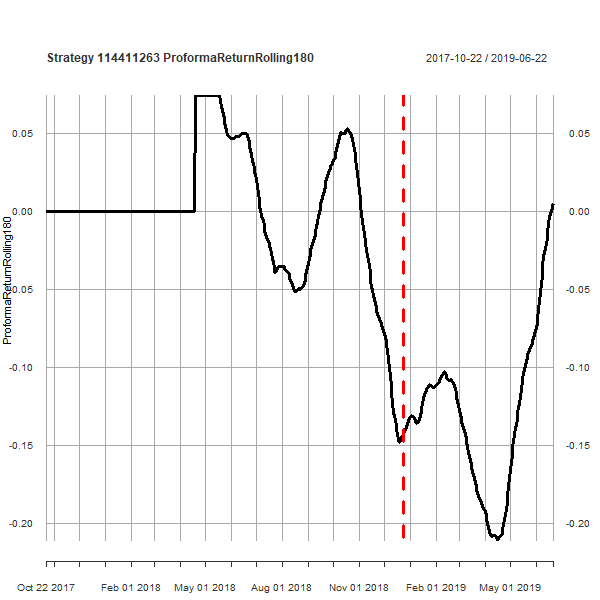 Strategy 114411263 ProformaReturnRolling180 2017-10-22 / 2019-06-22
ProformaReturnRolling180
0.05 0.05
0.00 0.00
-0.05 -0.05
-0.10 -0.10
-0.15 -0.15
-0.20 -0.20
Oct 22 2017 Feb 01 2018 May 01 2018 Aug 01 2018 Nov 01 2018 Feb 01 2019 May 01 2019